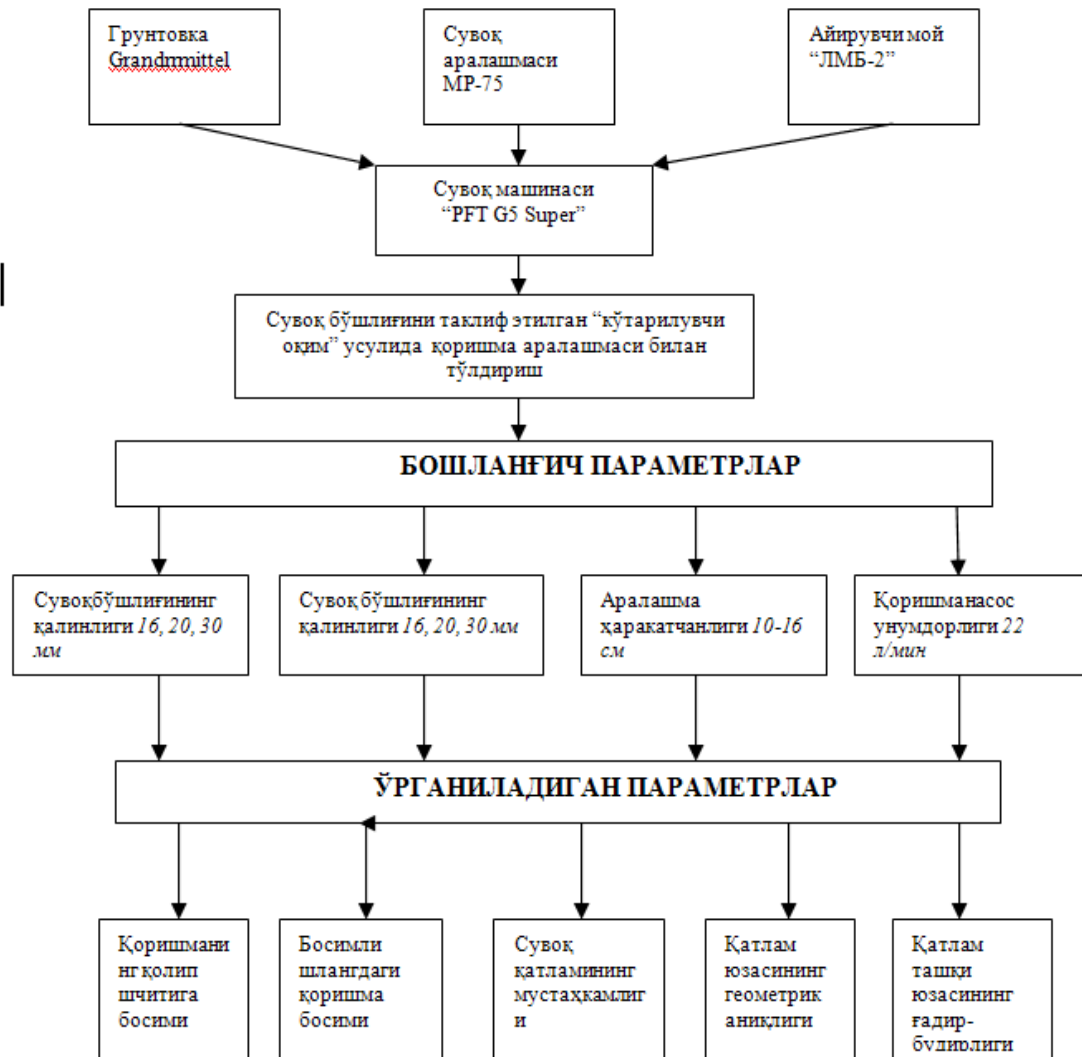 Грунтовка
Grandrrmittel
Сувоқ
аралашмаси
МР-75
Айирувчи мой
“ЛМБ-2”
Сувоқ машинаси
“PFT G5 Super”
Сувоқ бўшлиғини таклиф этилган “кўтарилувчи
оқим” усулида қоришма аралашмаси билан
тўлдириш
БОШЛАНҒИЧ ПАРАМЕТРЛАР
Сувоқбўшлиғининг
қалинлиги 16, 20, 30
мм
Сувоқ бўшлиғининг
қалинлиги 16, 20, 30 мм
Аралашма
ҳаракатчанлиги 10-16
см
Қоришманасос
унумдорлиги 22
л/мин
ЎРГАНИЛАДИГАН ПАРАМЕТРЛАР
Қоришмани
нг қолип
шчитига
босими
Босимли
шлангдаги
қоришма
босими
Сувоқ
қатламининг
мустаҳкамлиг
и
Қатлам
юзасининг
геометрик
аниқлиги
Қатлам
ташқи
юзасининг
ғадир-
будирлиги